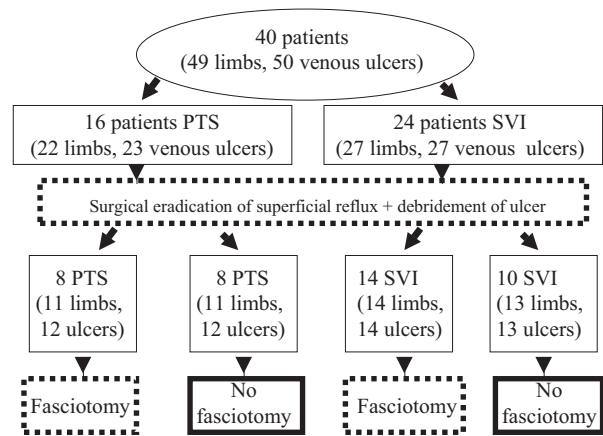 40 patients
(49 limbs, 50 venous ulcers)
16 patients PTS
(22 limbs, 23 venous ulcers)
24 patients SVI
(27 limbs, 27 venous ulcers)
Surgical eradication of superficial reflux + debridement of ulcer
8 PTS
(11 limbs,
12 ulcers)
8 PTS
(11 limbs,
12 ulcers)
14 SVI
(14 limbs,
14 ulcers)
10 SVI
(13 limbs,
13 ulcers)
Fasciotomy
No
fasciotomy
Fasciotomy
No
fasciotomy